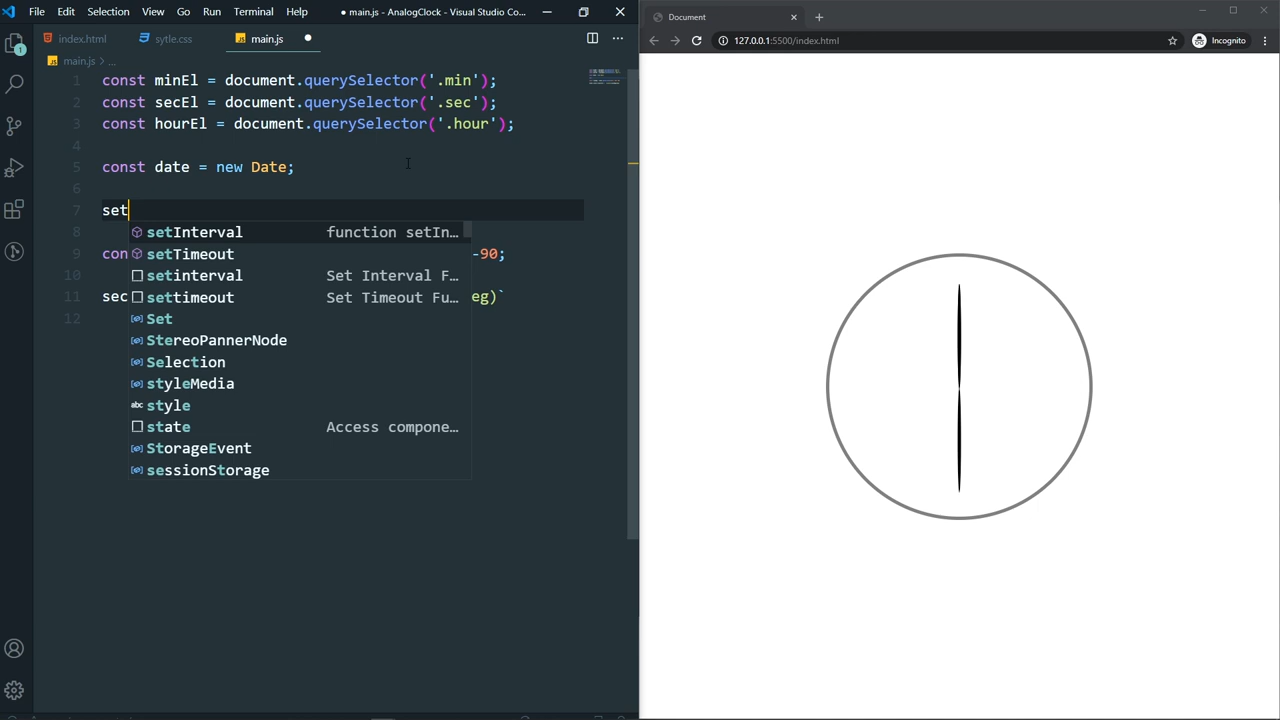 File Edit Selection View Go Run Terminal Help ● main.js - AnalogClock - Visual Studio Co...
index.html sytle.css main.js
main.js > ...
1 const minEl = document.querySelector('.min');
2 const secEl = document.querySelector('.sec');
3 const hourEl = document.querySelector('.hour');
4
5 const date = new Date;
6
7 set
8 setInterval function setIn...
9 con setTimeout -90;
10 setinterval Set Interval F...
11 sec settimeout Set Timeout Fu... eg)`
12 Set
StereoPannerNode
Selection
styleMedia
abc style
state Access compone...
StorageEvent
sessionStorage
1
Document
127.0.0.1:5500/index.html
Incognito